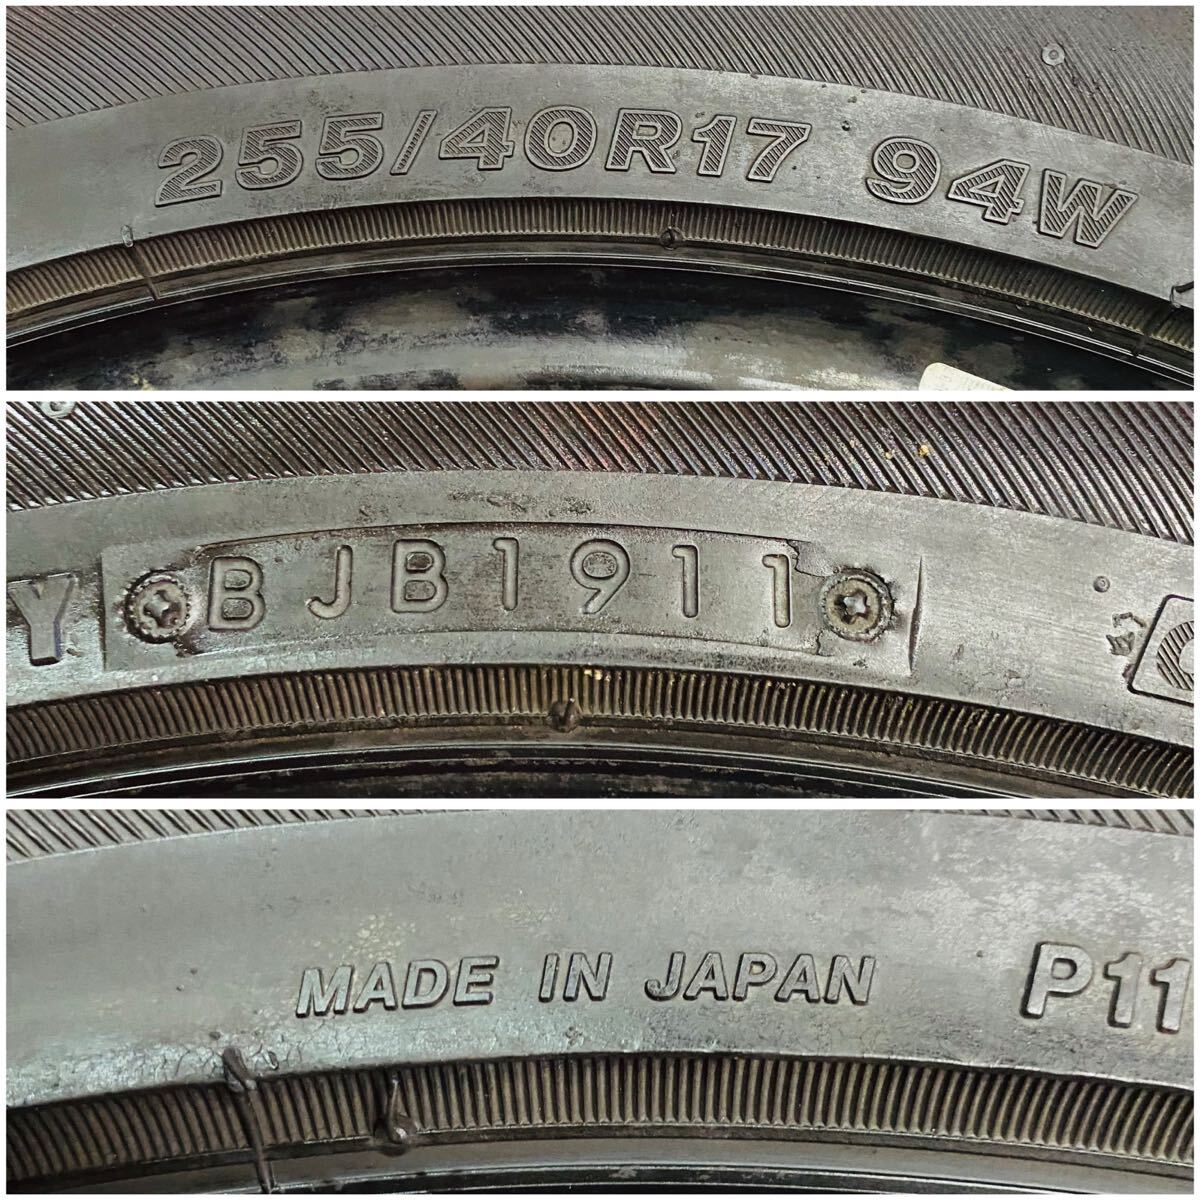 255/40R17 94W
Y BJB1911
MADE IN JAPAN P11